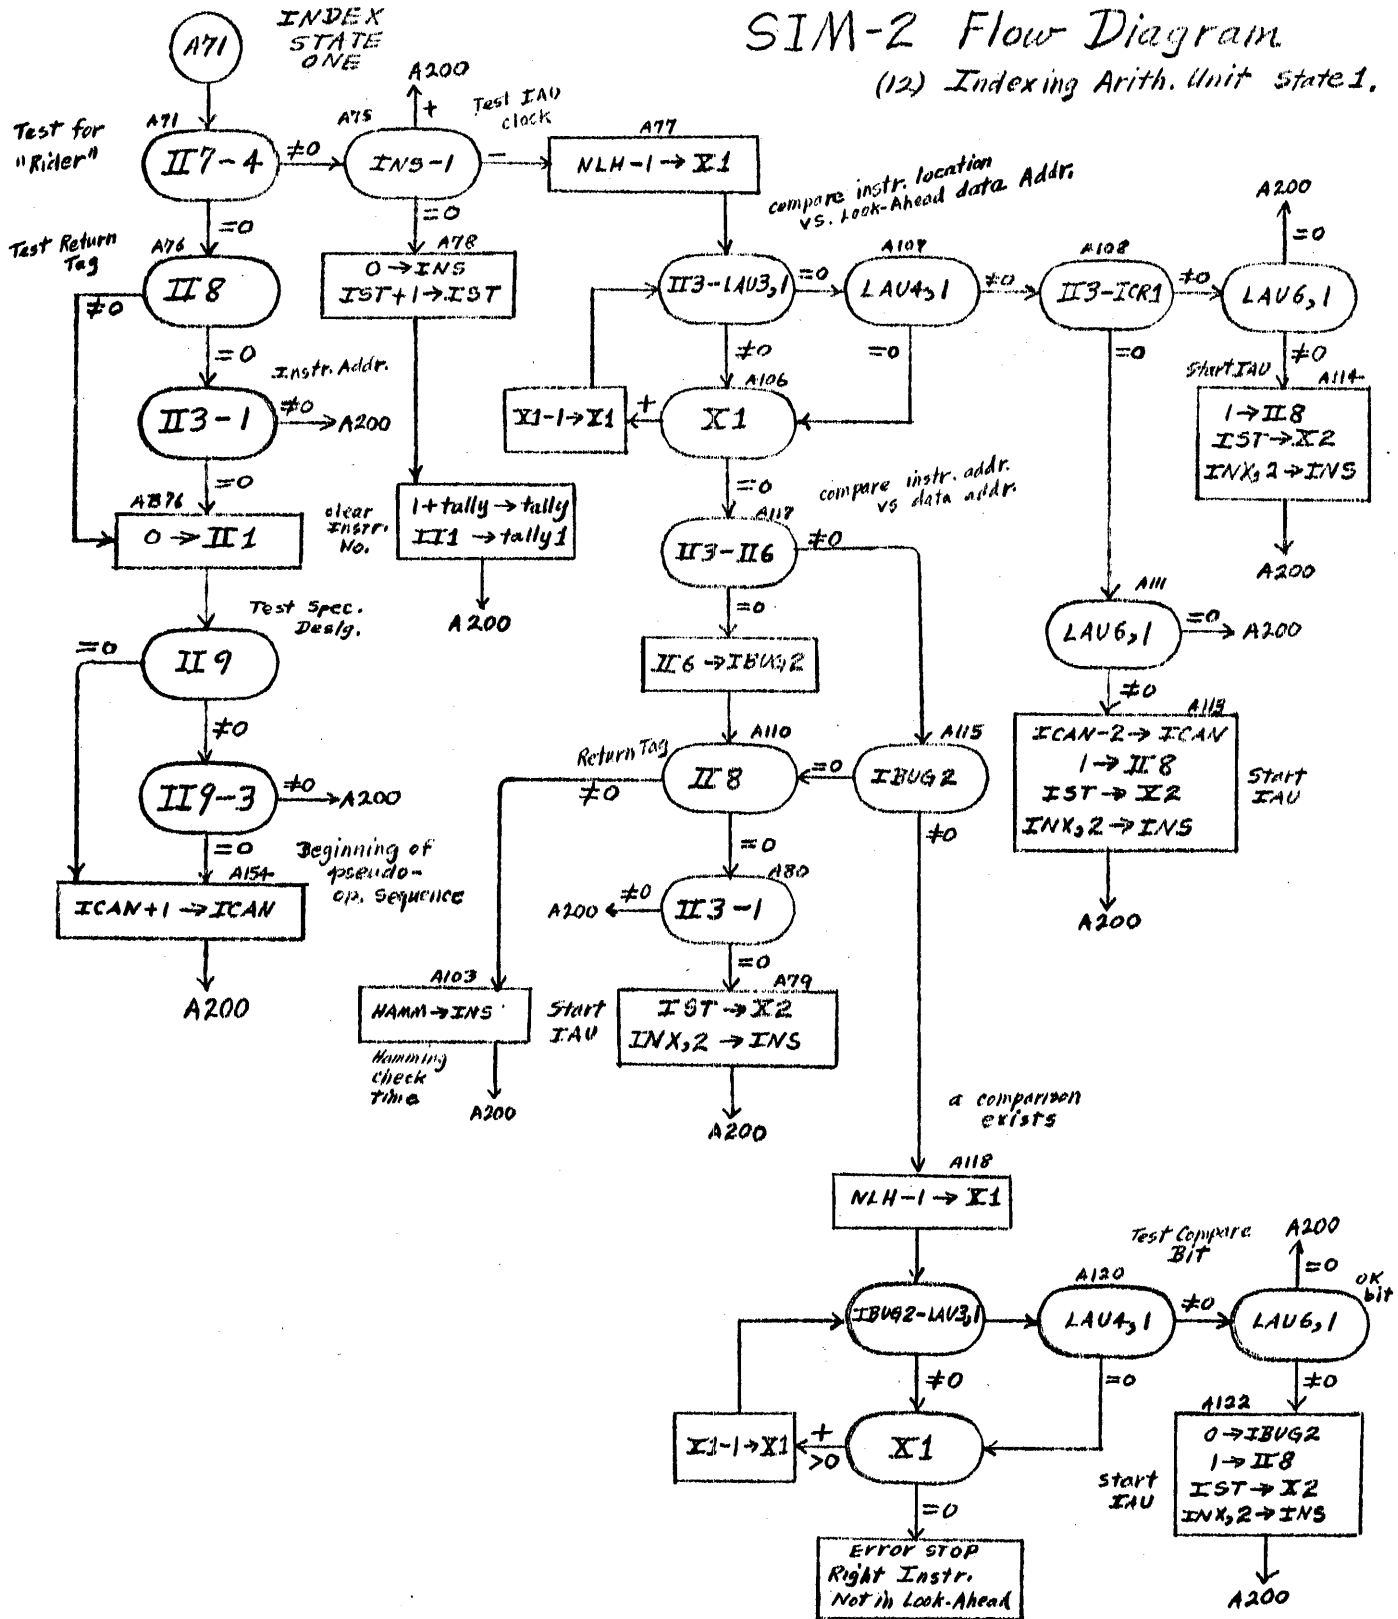 SIM-2 Flow Diagram
(12) Indexing Arith. Unit State 1.
INDEX
STATE
ONE
A71
Test for
"Rider"
A71
II7-4
≠0
=0
A75
INS-1
A200
+
Test IAU
clock
-
=0
A77
NLH-1→X1
Test Return
Tag
A76
II8
≠0
=0
A78
0→INS
IST+1→IST
Instr. Addr.
II3-1
≠0
A200
=0
AB76
0→II1
clear
Instr.
No.
1+tally→tally
II1→tally1
A200
Test Spec.
Desig.
II9
=0
≠0
II9-3
≠0
A200
=0
Beginning of
pseudo-
op. Sequence
A154
ICAN+1→ICAN
A200
compare instr. location
vs. Look-Ahead data Addr.
II3-LAU3,1
=0
≠0
A109
LAU4,1
≠0
=0
A108
II3-ICR1
≠0
=0
A200
=0
LAU6,1
≠0
Start IAU
A114
1→II8
IST→X2
INX,2→INS
A200
X1-1→X1
+
A106
X1
=0
compare instr. addr.
vs data addr.
A117
II3-II6
≠0
=0
II6→IBUG2
A111
LAU6,1
=0
A200
≠0
A113
ICAN-2→ICAN
1→II8
IST→X2
INX,2→INS
Start
IAU
A200
Return Tag
≠0
A110
II8
=0
A115
IBUG2
=0
≠0
A80
II3-1
≠0
A200
=0
A103
HAMM→INS
Hamming
check
time
A200
Start
IAU
A79
IST→X2
INX,2→INS
A200
a comparison
exists
A118
NLH-1→X1
IBUG2-LAU3,1
≠0
Test Compare
Bit
A120
LAU4,1
≠0
=0
A200
=0
OK
bit
LAU6,1
≠0
X1-1→X1
+
>0
X1
=0
Error STOP
Right Instr.
Not in Look-Ahead
Start
IAU
A122
0→IBUG2
1→II8
IST→X2
INX,2→INS
A200